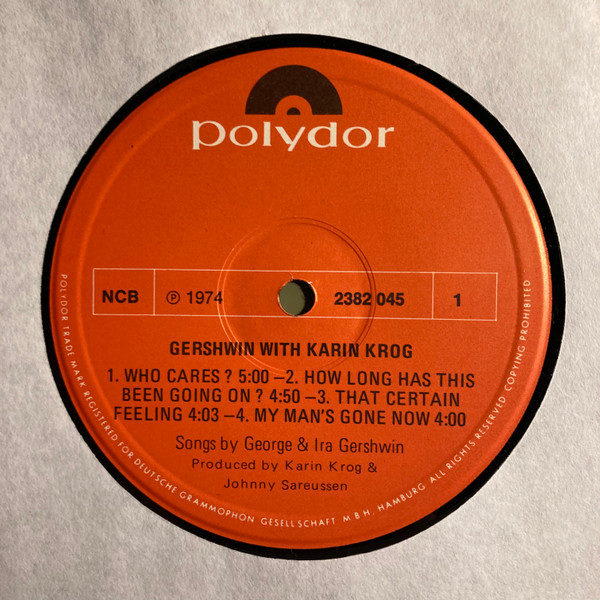 polydor
NCB ℗ 1974 2382 045 1
GERSHWIN WITH KARIN KROG
1. WHO CARES ? 5:00 –2. HOW LONG HAS THIS
BEEN GOING ON ? 4:50 –3. THAT CERTAIN
FEELING 4:03 –4. MY MAN'S GONE NOW 4:00
Songs by George & Ira Gershwin
Produced by Karin Krog &
Johnny Sareussen
POLYDOR TRADE MARK REGISTERED FOR DEUTSCHE GRAMMOPHON GESELLSCHAFT M B H, HAMBURG ALL RIGHTS RESERVED COPYING PROHIBITED